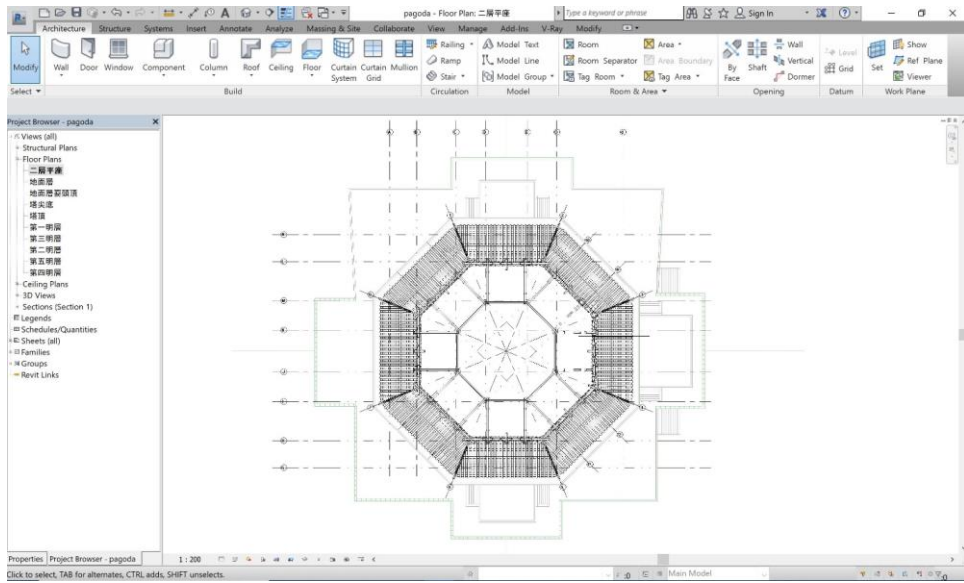 pagoda - Floor Plan: 二層平座
Type a keyword or phrase
Sign In
Architecture Structure Systems Insert Annotate Analyze Massing & Site Collaborate View Manage Add-Ins V-Ray Modify
Modify Wall Door Window Component Column Roof Ceiling Floor Curtain System Curtain Grid Mullion
Railing Model Text Room Area Wall Level Show
Ramp Model Line Room Separator Area Boundary By Face Shaft Vertical Grid Set Ref Plane
Stair Model Group Tag Room Tag Area Dormer Viewer
Select Build Circulation Model Room & Area Opening Datum Work Plane
Project Browser - pagoda
Views (all)
Structural Plans
Floor Plans
二層平座
地面層
地面層耍頭頂
塔尖底
塔頂
第一明層
第三明層
第二明層
第五明層
第四明層
Ceiling Plans
3D Views
Sections (Section 1)
Legends
Schedules/Quantities
Sheets (all)
Families
Groups
Revit Links
Properties Project Browser - pagoda
1 : 200
Click to select, TAB for alternates, CTRL adds, SHIFT unselects.
:0
Main Model
:0